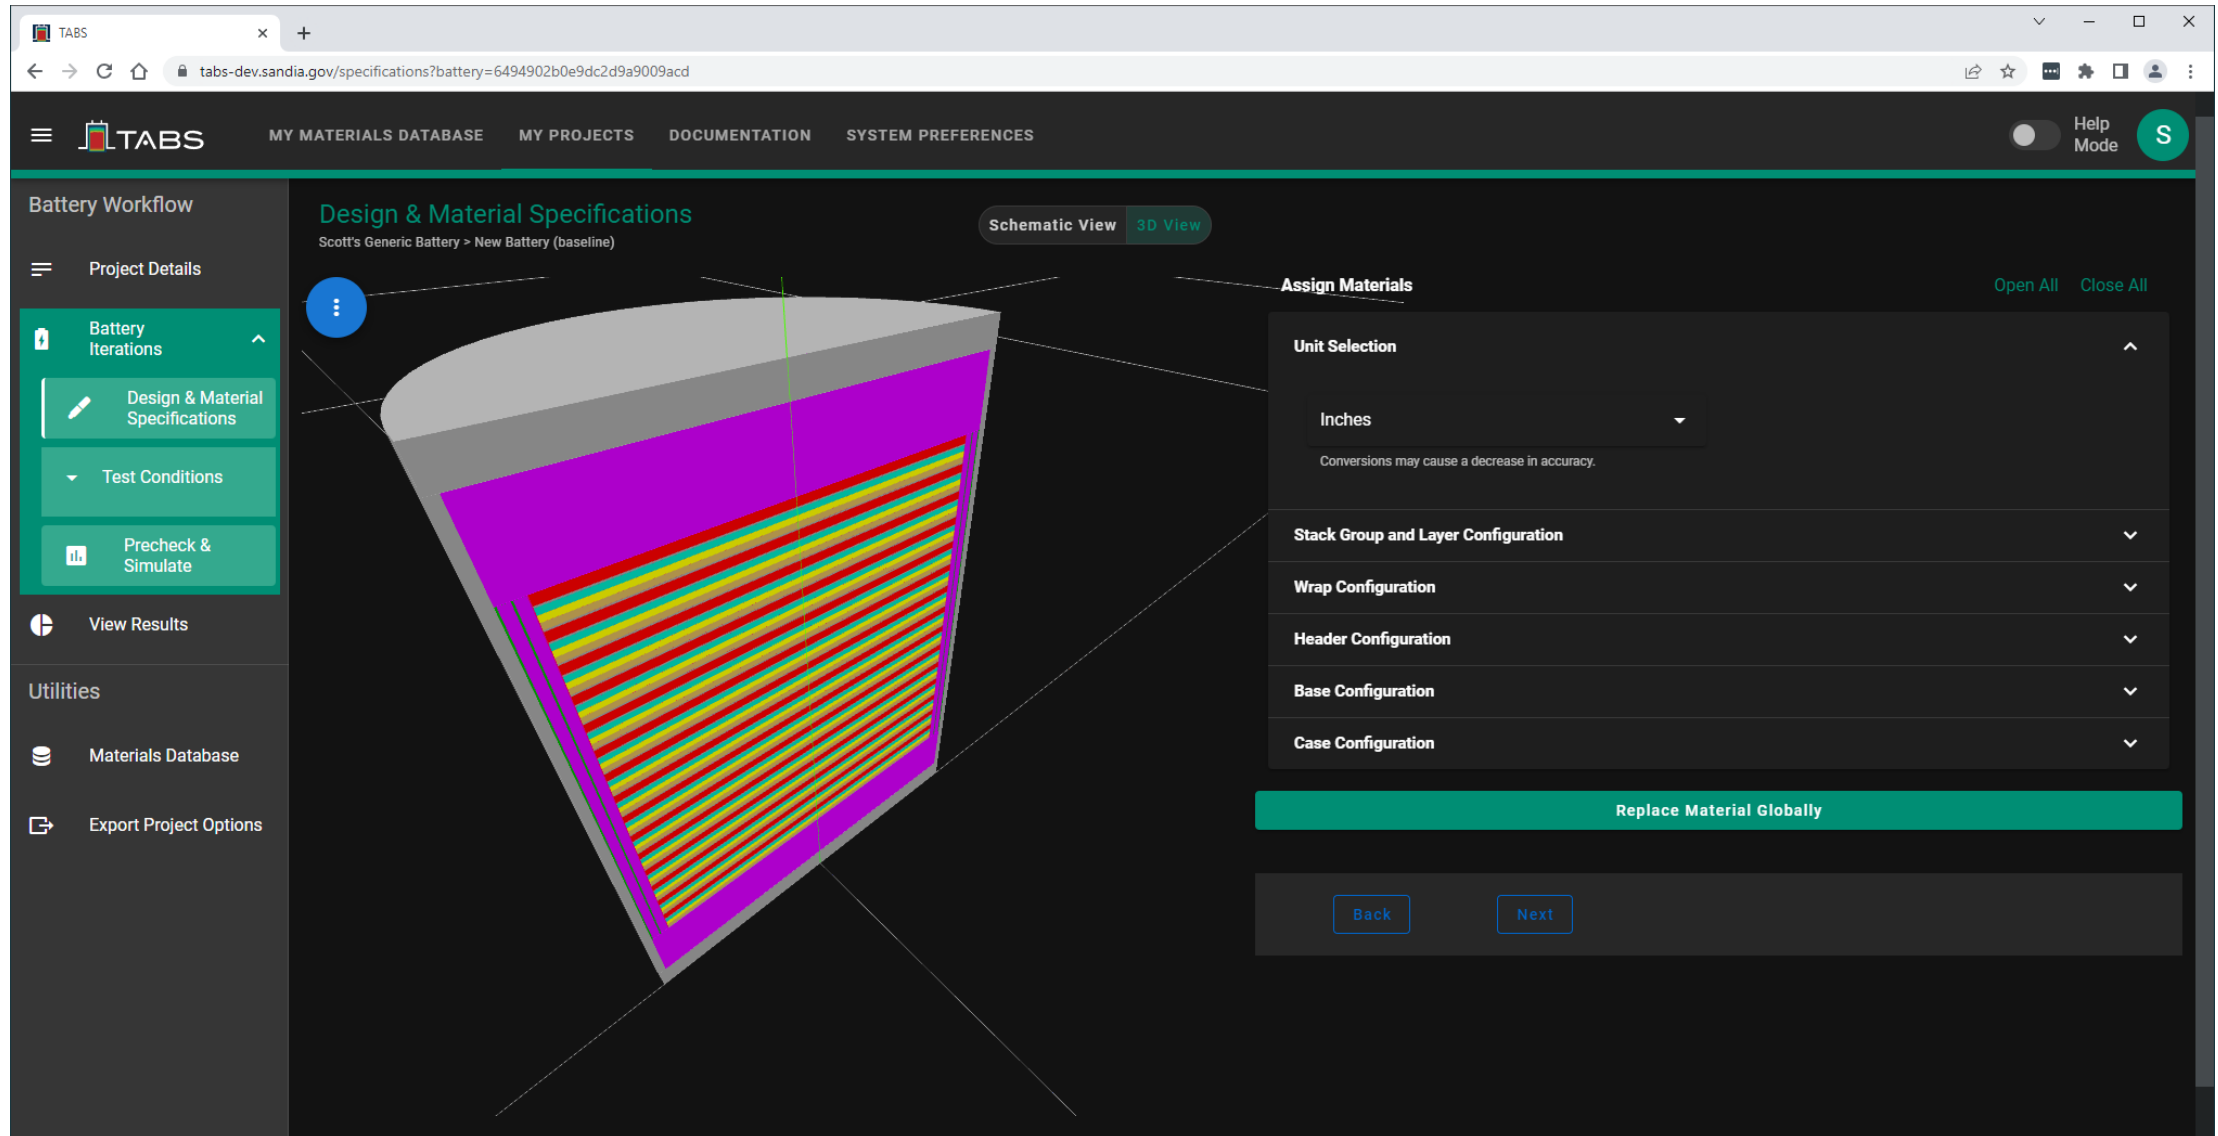 TABS
tabs-dev.sandia.gov/specifications?battery=6494902b0e9dc2d9a9009acd
TABS
MY MATERIALS DATABASE
MY PROJECTS
DOCUMENTATION
SYSTEM PREFERENCES
Help
Mode
S
Battery Workflow
Project Details
Battery
Iterations
Design & Material
Specifications
Test Conditions
Precheck &
Simulate
View Results
Utilities
Materials Database
Export Project Options
Design & Material Specifications
Scott's Generic Battery > New Battery (baseline)
Schematic View
3D View
Assign Materials
Open All
Close All
Unit Selection
Inches
Conversions may cause a decrease in accuracy.
Stack Group and Layer Configuration
Wrap Configuration
Header Configuration
Base Configuration
Case Configuration
Replace Material Globally
Back
Next